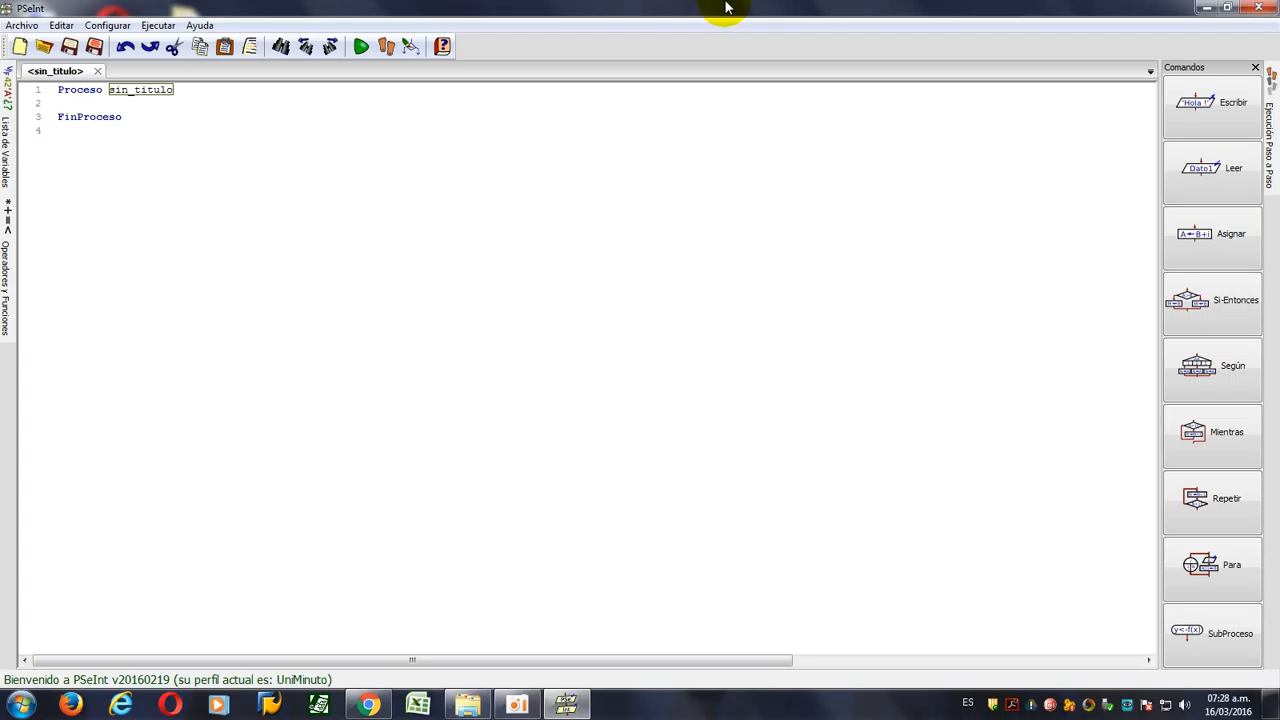 PSeInt
Archivo Editar Configurar Ejecutar Ayuda
<sin_titulo>
Comandos
1 Proceso sin_titulo
2
3 FinProceso
4
Lista de Variables
*+=< Operadores y Funciones
"Hola !" Escribir
Dato1 Leer
A←B+i Asignar
Si-Entonces
Según
Mientras
Repetir
Para
y<-f(x) SubProceso
Ejecución Paso a Paso
Bienvenido a PSeInt v20160219 (su perfil actual es: UniMinuto)
ES
07:28 a.m.
16/03/2016